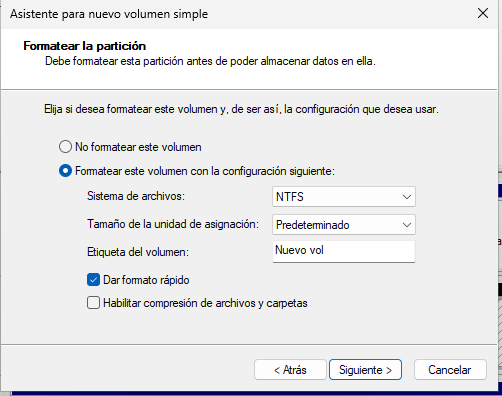 Asistente para nuevo volumen simple
Formatear la partición
Debe formatear esta partición antes de poder almacenar datos en ella.
Elija si desea formatear este volumen y, de ser así, la configuración que desea usar.
No formatear este volumen
Formatear este volumen con la configuración siguiente:
Sistema de archivos: NTFS
Tamaño de la unidad de asignación: Predeterminado
Etiqueta del volumen: Nuevo vol
Dar formato rápido
Habilitar compresión de archivos y carpetas
< Atrás Siguiente > Cancelar